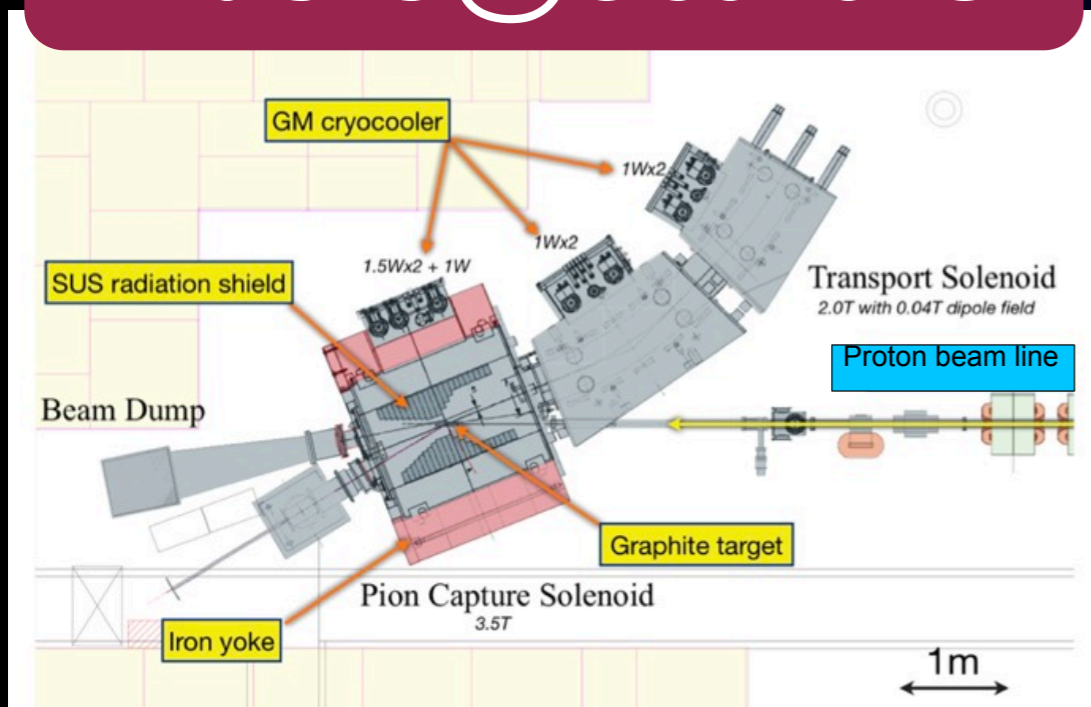 GM cryocooler
1Wx2
1Wx2
1.5Wx2 + 1W
SUS radiation shield
Transport Solenoid
2.0T with 0.04T dipole field
Proton beam line
Beam Dump
Graphite target
Pion Capture Solenoid
3.5T
Iron yoke
1m